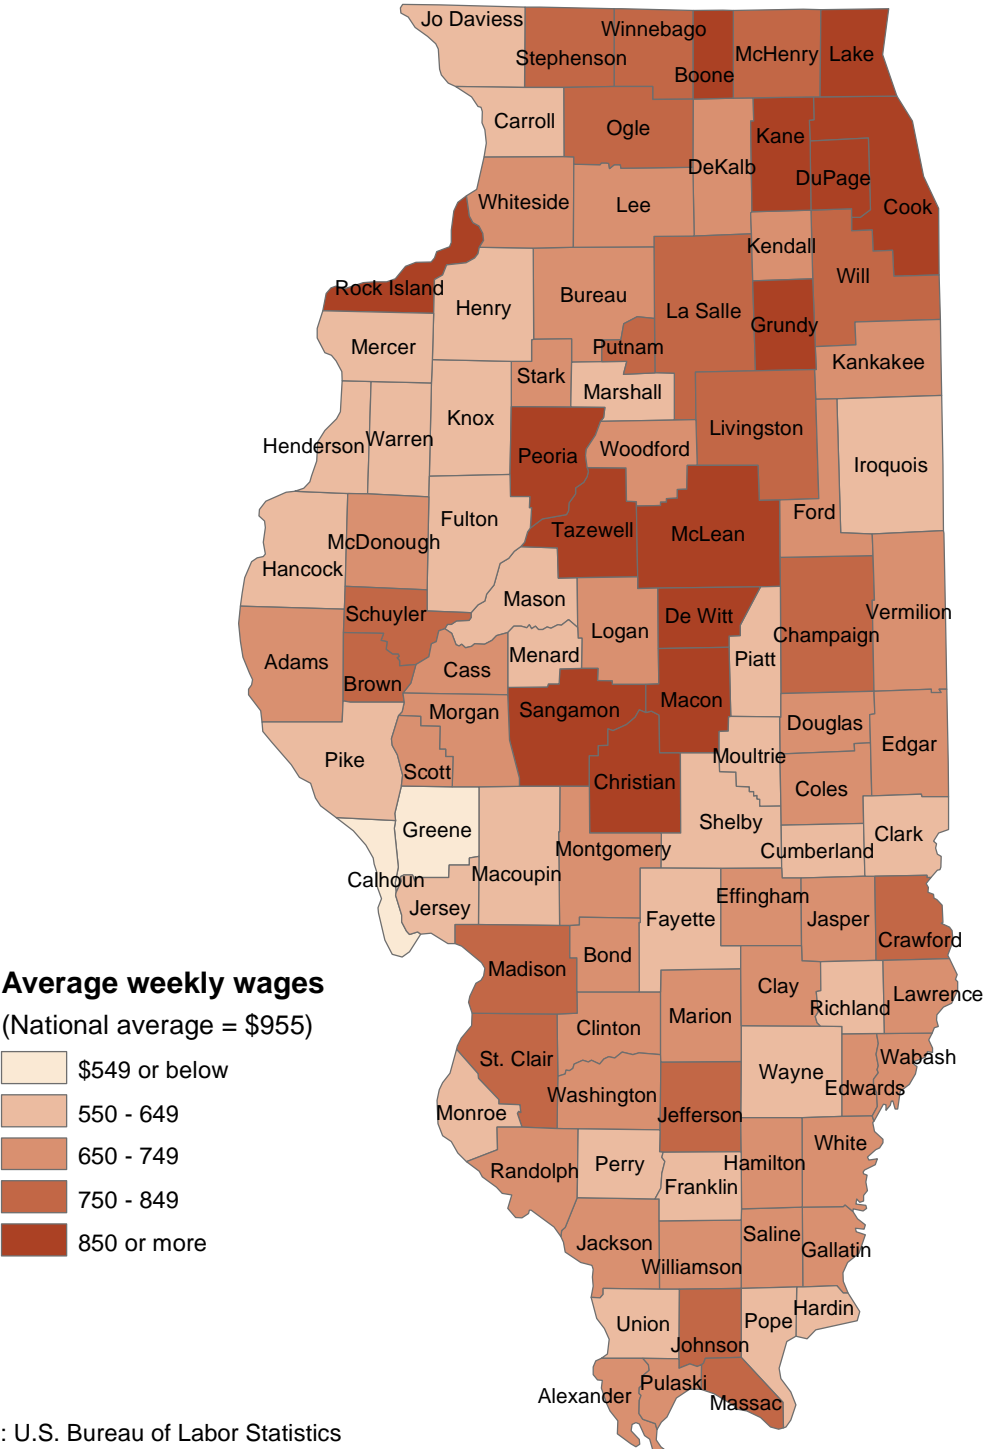 Jo Daviess
Stephenson
Winnebago
Boone
McHenry
Lake
Carroll
Ogle
DeKalb
Kane
DuPage
Cook
Whiteside
Lee
Kendall
Will
Rock Island
Henry
Bureau
La Salle
Grundy
Mercer
Putnam
Kankakee
Stark
Marshall
Henderson
Warren
Knox
Peoria
Woodford
Livingston
Iroquois
Ford
Fulton
Tazewell
McLean
McDonough
Hancock
Mason
Schuyler
Logan
De Witt
Champaign
Vermilion
Adams
Brown
Cass
Menard
Piatt
Morgan
Sangamon
Macon
Douglas
Edgar
Pike
Scott
Christian
Moultrie
Coles
Greene
Shelby
Clark
Calhoun
Macoupin
Montgomery
Cumberland
Jersey
Fayette
Effingham
Jasper
Crawford
Madison
Bond
Clay
Richland
Lawrence
Clinton
Marion
St. Clair
Wayne
Wabash
Edwards
Monroe
Washington
Jefferson
Randolph
Perry
Franklin
Hamilton
White
Jackson
Williamson
Saline
Gallatin
Union
Johnson
Pope
Hardin
Alexander
Pulaski
Massac
Average weekly wages
(National average = $955)
$549 or below
550 - 649
650 - 749
750 - 849
850 or more
: U.S. Bureau of Labor Statistics